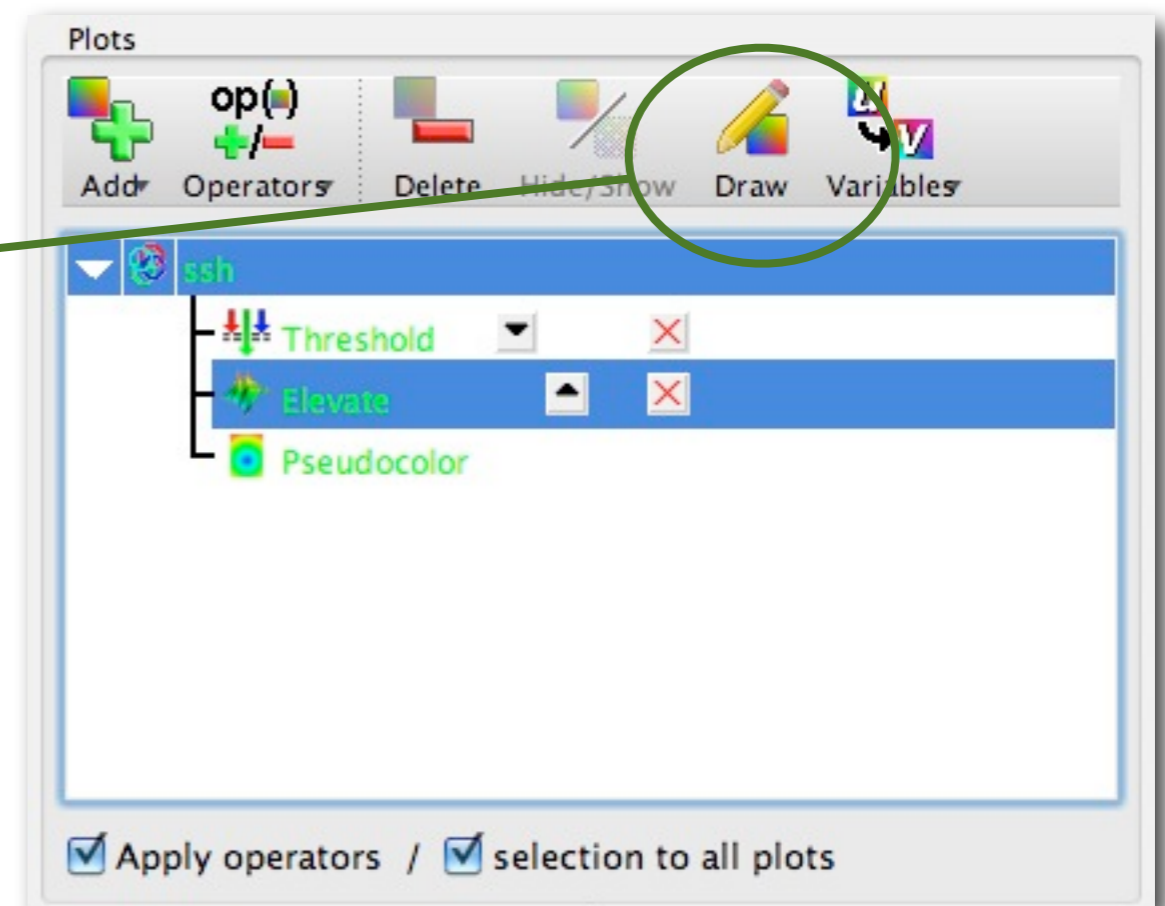 Plots
op( )
+/-
u
v
Add Operators Delete Hide/Show Draw Variables
ssh
Threshold
Elevate
Pseudocolor
Apply operators / selection to all plots